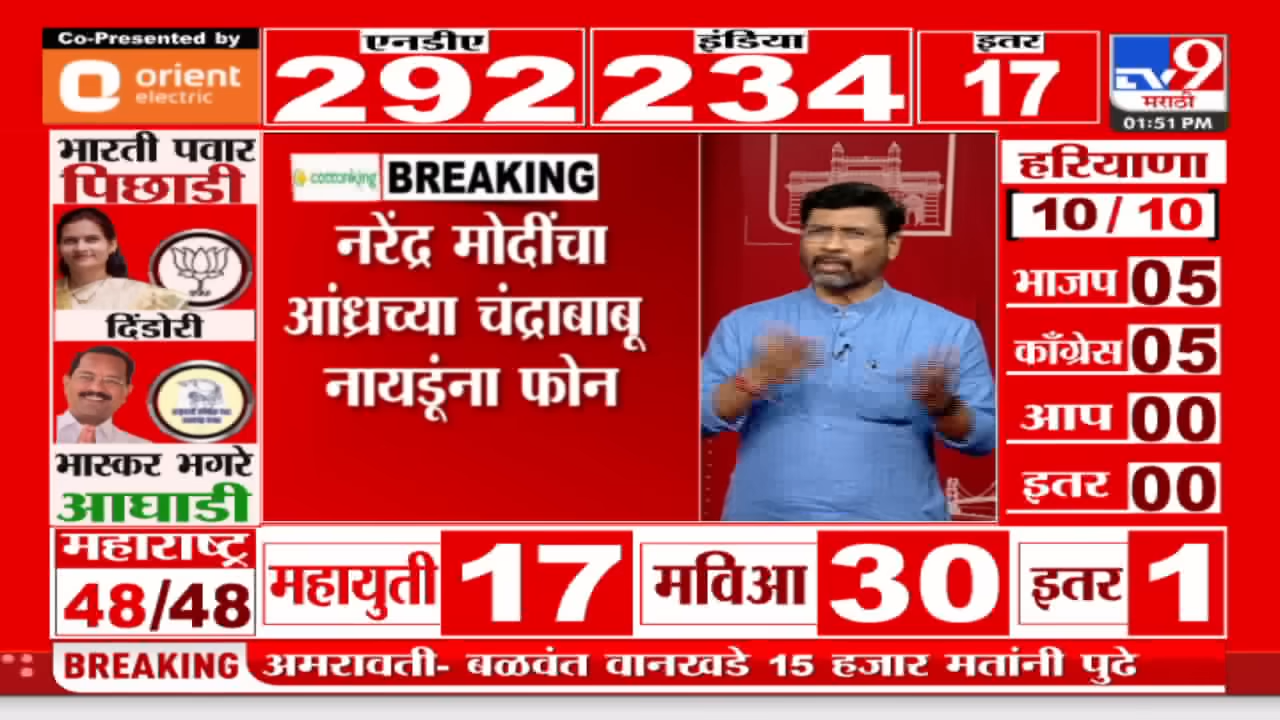 Co-Presented by
orient
electric
एनडीए
292
इंडिया
234
इतर
17
TV9
मराठी
01:51 PM
भारती पवार
पिछाडी
दिंडोरी
भास्कर भगरे
आघाडी
cottonking
BREAKING
नरेंद्र मोदींचा
आंध्रच्या चंद्राबाबू
नायडूंना फोन
हरियाणा
10/10
भाजप 05
काँग्रेस 05
आप 00
इतर 00
महाराष्ट्र
48/48
महायुती 17
मविआ 30
इतर 1
BREAKING अमरावती- बळवंत वानखडे 15 हजार मतांनी पुढे